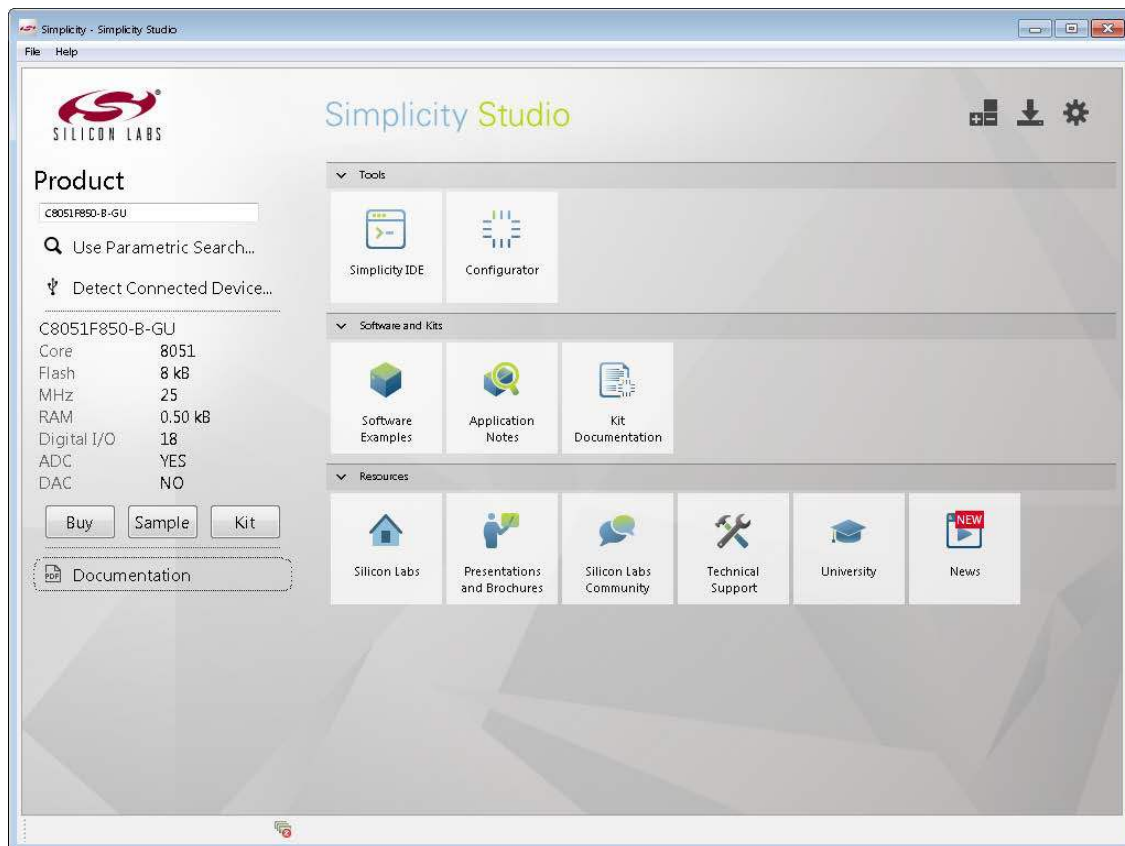 Simplicity - Simplicity Studio
File Help
SILICON LABS
Simplicity Studio
Product
C8051F850-B-GU
Use Parametric Search...
Detect Connected Device...
C8051F850-B-GU
Core 8051
Flash 8 kB
MHz 25
RAM 0.50 kB
Digital I/O 18
ADC YES
DAC NO
Buy Sample Kit
PDF Documentation
Tools
Simplicity IDE
Configurator
Software and Kits
Software
Examples
Application
Notes
Kit
Documentation
Resources
Silicon Labs
Presentations
and Brochures
Silicon Labs
Community
Technical
Support
University
NEW
News